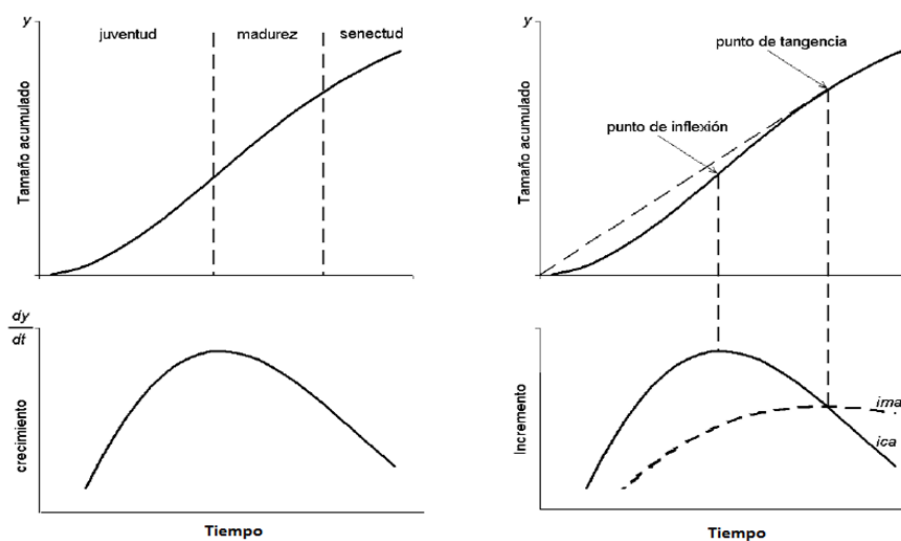 y
juventud
madurez
senectud
Tamaño acumulado
dy
dt
crecimiento
Tiempo
y
punto de tangencia
punto de inflexión
Tamaño acumulado
Incremento
ima
ica
Tiempo